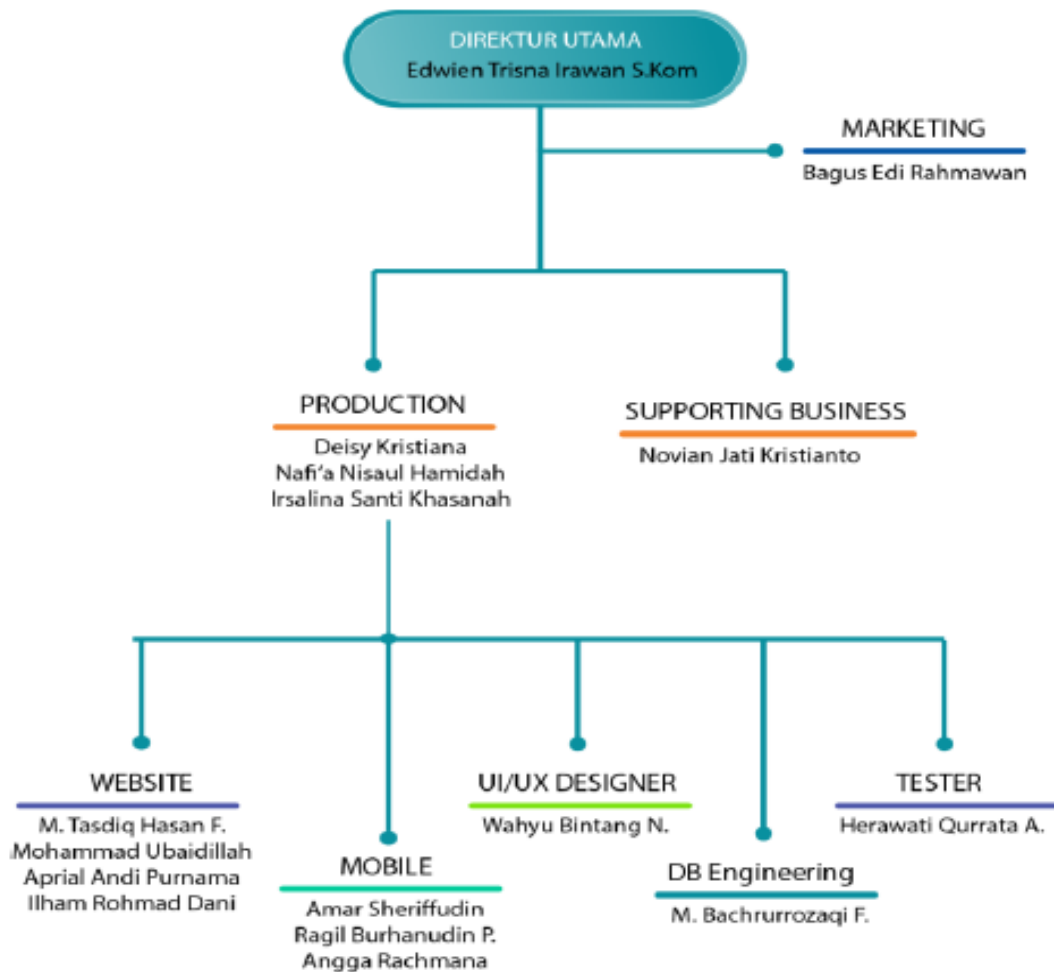 DIREKTUR UTAMA
Edwien Trisna Irawan S.Kom
MARKETING
Bagus Edi Rahmawan
PRODUCTION
Deisy Kristiana
Nafi'a Nisaul Hamidah
Irsalina Santi Khasanah
SUPPORTING BUSINESS
Novian Jati Kristianto
WEBSITE
M. Tasdiq Hasan F.
Mohammad Ubaidillah
Aprial Andi Purnama
Ilham Rohmad Dani
MOBILE
Amar Sheriffudin
Ragil Burhanudin P.
Angga Rachmana
UI/UX DESIGNER
Wahyu Bintang N.
DB Engineering
M. Bachrurrozaqi F.
TESTER
Herawati Qurrata A.